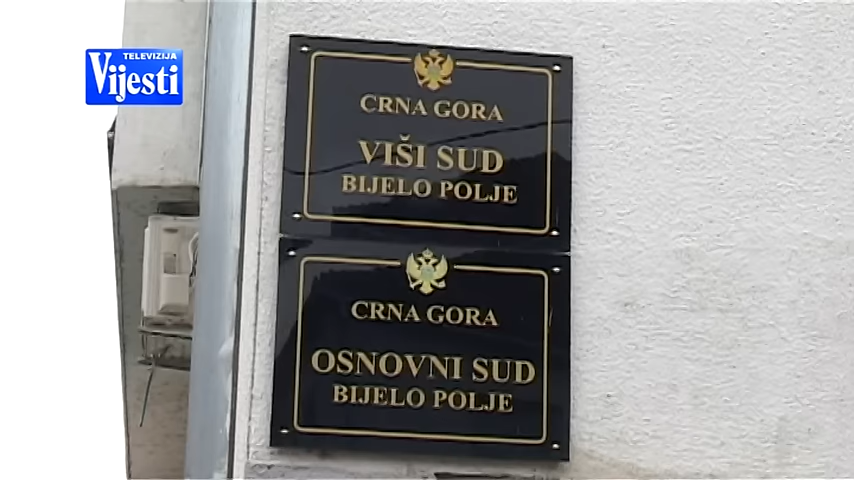 TELEVIZIJA
Vijesti
CRNA GORA
VIŠI SUD
BIJELO POLJE
CRNA GORA
OSNOVNI SUD
BIJELO POLJE